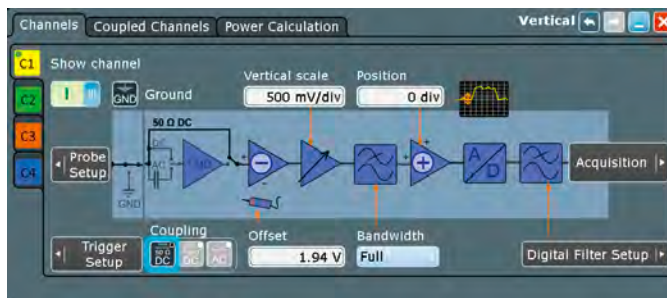 Channels
Coupled Channels
Power Calculation
Vertical
C1
Show channel
Vertical scale
Position
I
GND
Ground
500 mV/div
0 div
C2
50 Ω DC
C3
DC
Probe
Setup
AC
A
D
Acquisition
C4
GND
Coupling
Trigger
Setup
50 Ω
DC
DC
AC
Offset
1.94 V
Bandwidth
Full
Digital Filter Setup